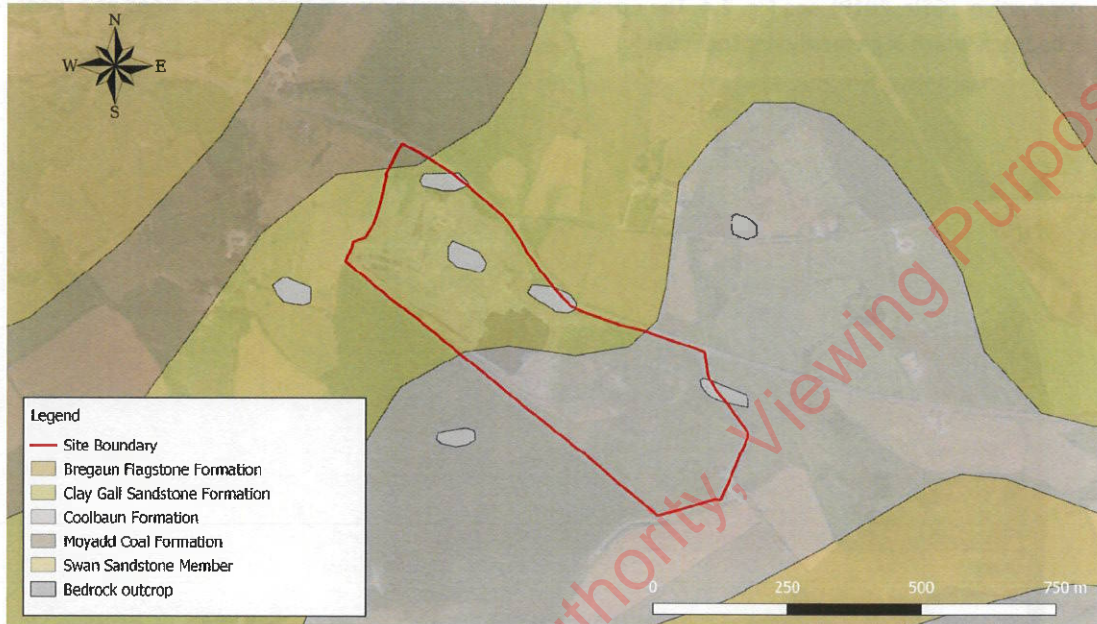 N
W E
S
Legend
Site Boundary
Bregaun Flagstone Formation
Clay Gall Sandstone Formation
Coolbaun Formation
Moyadd Coal Formation
Swan Sandstone Member
Bedrock outcrop
0 250 500 750 m
uthority, Viewing Purpos